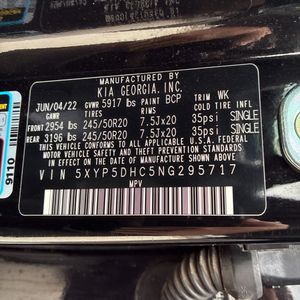 MANUFACTURED BY
KIA GEORGIA, INC.
JUN/04/22 GVWR 5917 lbs PAINT BCP TRIM WK
GAWR TIRES RIMS COLD TIRE INFL
FRONT 2954 lbs 245/50R20 7.5Jx20 35psi SINGLE
REAR 3196 lbs 245/50R20 7.5Jx20 35psi SINGLE
THIS VEHICLE CONFORMS TO ALL APPLICABLE
U.S.A. FEDERAL MOTOR VEHICLE
SAFETY AND THEFT PREVENTION STANDARDS
IN EFFECT ON THE DATE OF MANUFACTURE SHOWN ABOVE.
VIN 5XYP5DHC5NG295717
MPV
9110